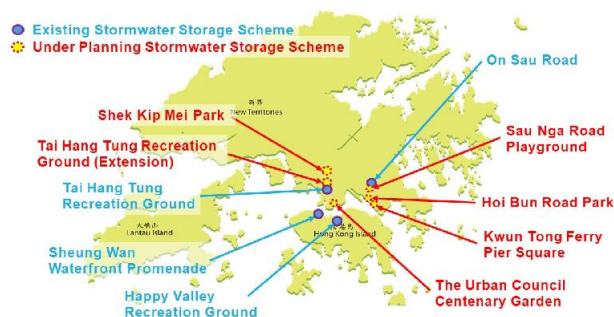 Existing Stormwater Storage Scheme
Under Planning Stormwater Storage Scheme
On Sau Road
新界
New Territories
Shek Kip Mei Park
Sau Nga Road
Playground
Tai Hang Tung Recreation
Ground (Extension)
Tai Hang Tung
Recreation Ground
Hoi Bun Road Park
大嶼山
Lantau Island
Hong Kong Island
Kwun Tong Ferry
Pier Square
Sheung Wan
Waterfront Promenade
The Urban Council
Centenary Garden
Happy Valley
Recreation Ground